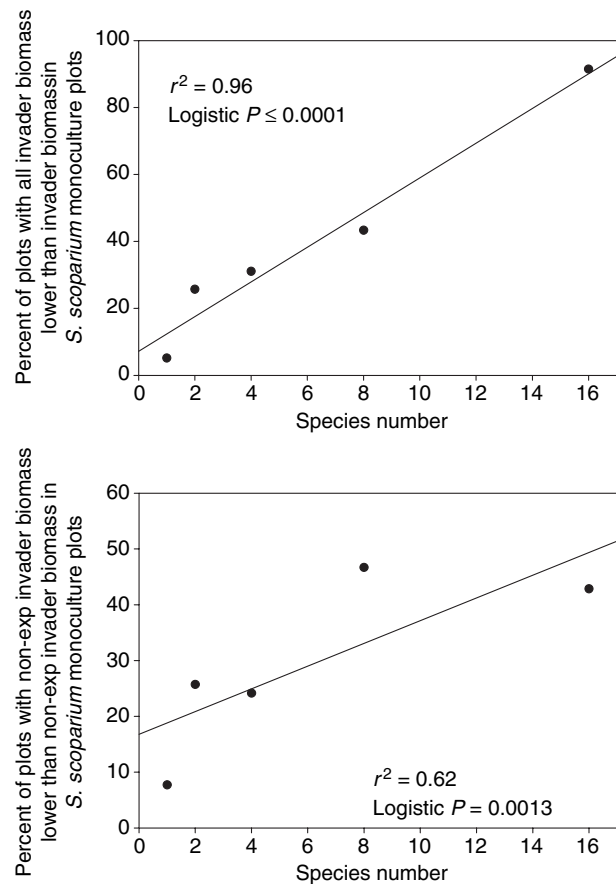 Percent of plots with all invader biomass
lower than invader biomassin
S. scoparium monoculture plots
100
80
60
40
20
0
r² = 0.96
Logistic P ≤ 0.0001
0 2 4 6 8 10 12 14 16
Species number
Percent of plots with non-exp invader biomass
lower than non-exp invader biomass in
S. scoparium monoculture plots
60
50
40
30
20
10
0
r² = 0.62
Logistic P = 0.0013
0 2 4 6 8 10 12 14 16
Species number